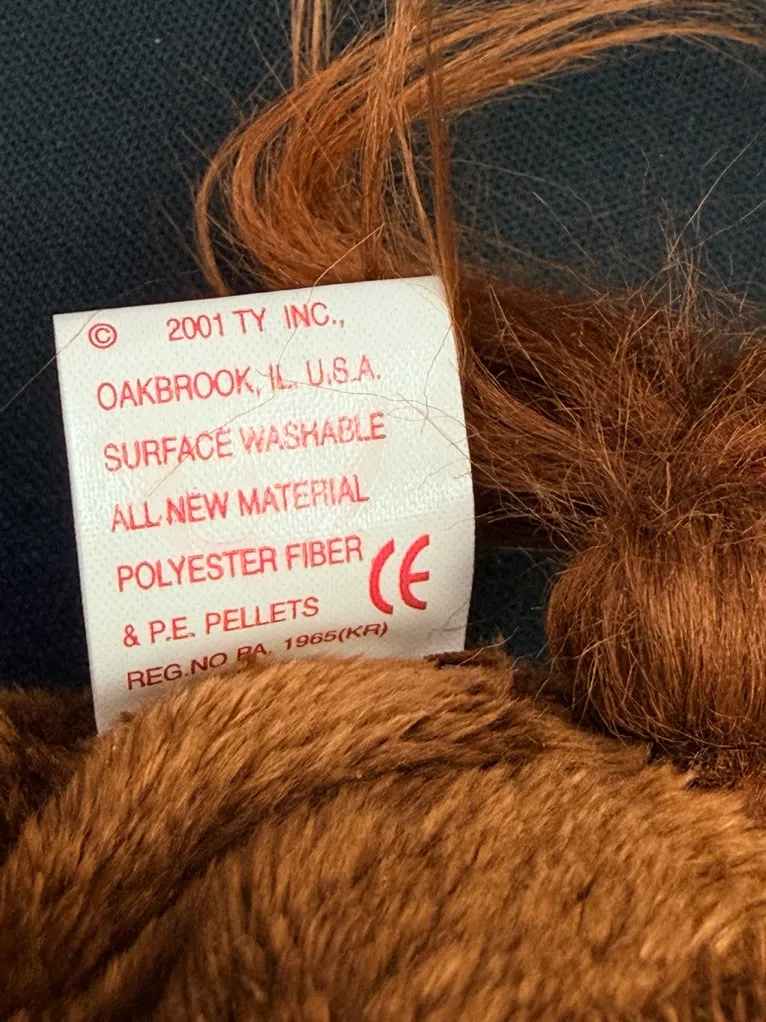 © 2001 TY INC.,
OAKBROOK, IL. U.S.A.
SURFACE WASHABLE
ALL NEW MATERIAL
POLYESTER FIBER
& P.E. PELLETS
CE
REG.NO PA. 1965(KR)